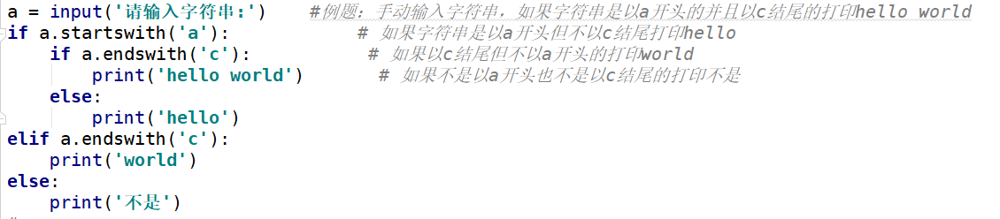 a = input('请输入字符串:')    #例题：手动输入字符串，如果字符串是以a开头的并且以c结尾的打印hello world
if a.startswith('a'):            # 如果字符串是以a开头但不以c结尾打印hello
    if a.endswith('c'):           # 如果以c结尾但不以a开头的打印world
        print('hello world')       # 如果不是以a开头也不是以c结尾的打印不是
    else:
        print('hello')
elif a.endswith('c'):
    print('world')
else:
    print('不是')